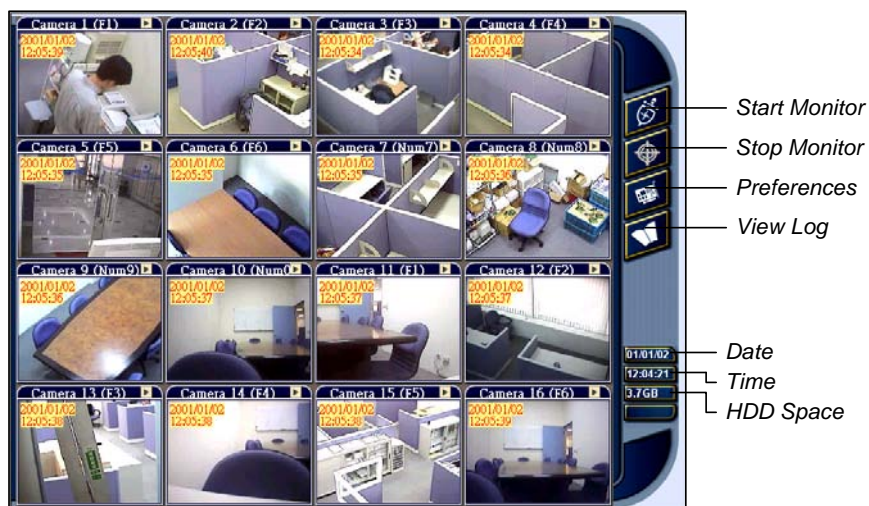 Camera 1 (F1)
2001/01/02
12:05:39
Camera 2 (F2)
2001/01/02
12:05:40
Camera 3 (F3)
2001/01/02
12:05:34
Camera 4 (F4)
2001/01/02
12:05:34
Camera 5 (F5)
2001/01/02
12:05:35
Camera 6 (F6)
2001/01/02
12:05:35
Camera 7 (Num7)
2001/01/02
12:05:35
Camera 8 (Num8)
2001/01/02
12:05:36
Camera 9 (Num9)
2001/01/02
12:05:36
Camera 10 (Num0
2001/01/02
12:05:37
Camera 11 (F1)
2001/01/02
12:05:37
Camera 12 (F2)
2001/01/02
12:05:37
Camera 13 (F3)
2001/01/02
12:05:38
Camera 14 (F4)
2001/01/02
12:05:38
Camera 15 (F5)
2001/01/02
12:05:38
Camera 16 (F6)
2001/01/02
12:05:39
Start Monitor
Stop Monitor
Preferences
View Log
01/01/02
Date
12:04:21
Time
3.7GB
HDD Space